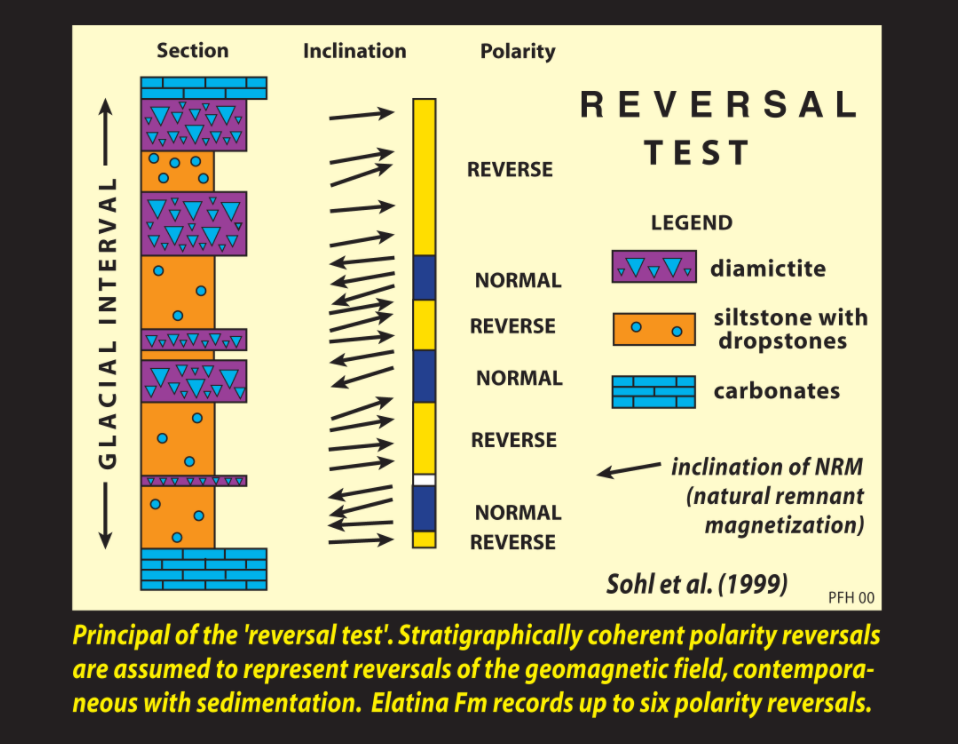 Section
Inclination
Polarity
REVERSAL
TEST
GLACIAL INTERVAL
REVERSE
NORMAL
REVERSE
NORMAL
REVERSE
NORMAL
REVERSE
LEGEND
diamictite
siltstone with
dropstones
carbonates
inclination of NRM
(natural remnant
magnetization)
Sohl et al. (1999)
PFH 00
Principal of the 'reversal test'. Stratigraphically coherent polarity reversals
are assumed to represent reversals of the geomagnetic field, contempora-
neous with sedimentation. Elatina Fm records up to six polarity reversals.